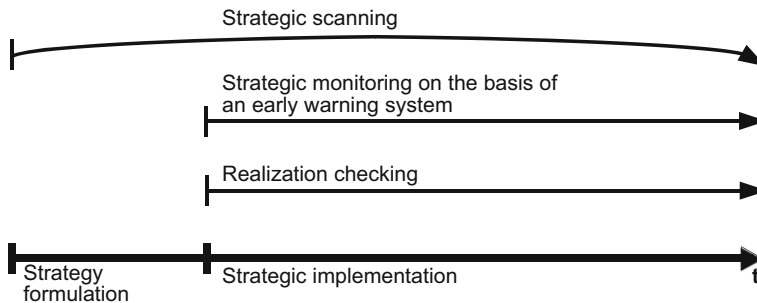 Strategic scanning
Strategic monitoring on the basis of
an early warning system
Realization checking
Strategy
formulation
Strategic implementation
t